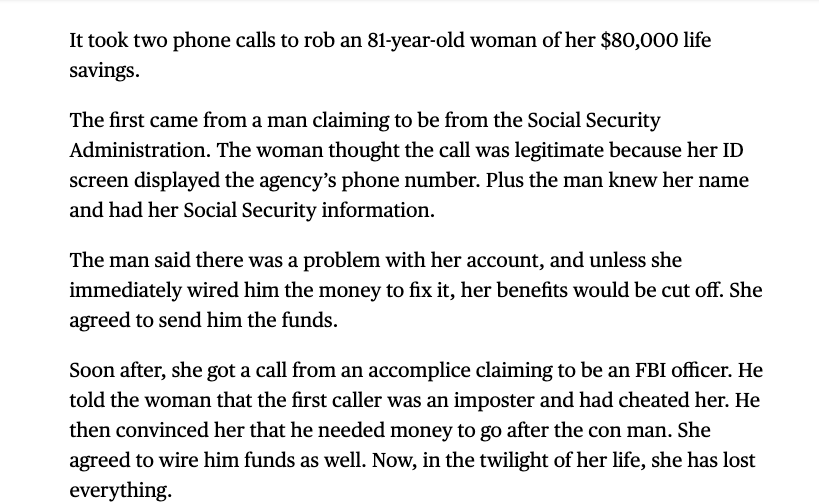 It took two phone calls to rob an 81-year-old woman of her $80,000 life
savings.
The first came from a man claiming to be from the Social Security
Administration. The woman thought the call was legitimate because her ID
screen displayed the agency’s phone number. Plus the man knew her name
and had her Social Security information.
The man said there was a problem with her account, and unless she
immediately wired him the money to fix it, her benefits would be cut off. She
agreed to send him the funds.
Soon after, she got a call from an accomplice claiming to be an FBI officer. He
told the woman that the first caller was an imposter and had cheated her. He
then convinced her that he needed money to go after the con man. She
agreed to wire him funds as well. Now, in the twilight of her life, she has lost
everything.